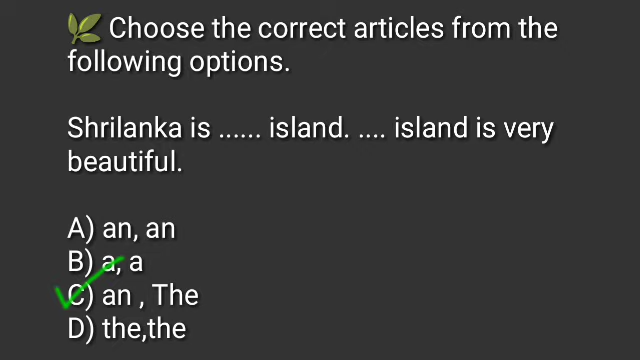 🌿 Choose the correct articles from the
following options.
Shrilanka is ...... island. .... island is very
beautiful.
A) an, an
B) a, a
C) an , The
D) the,the